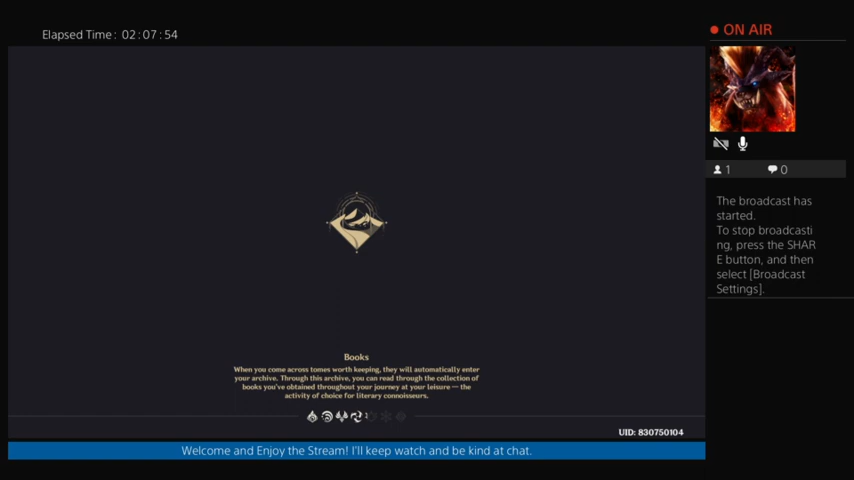 Elapsed Time: 02:07:54
ON AIR
1
0
The broadcast has
started.
To stop broadcasti
ng, press the SHAR
E button, and then
select [Broadcast
Settings].
Books
When you come across tomes worth keeping, they will automatically enter
your archive. Through this archive, you can read through the collection of
books you've obtained throughout your journey at your leisure — the
activity of choice for literary connoisseurs.
UID: 830750104
Welcome and Enjoy the Stream! I'll keep watch and be kind at chat.